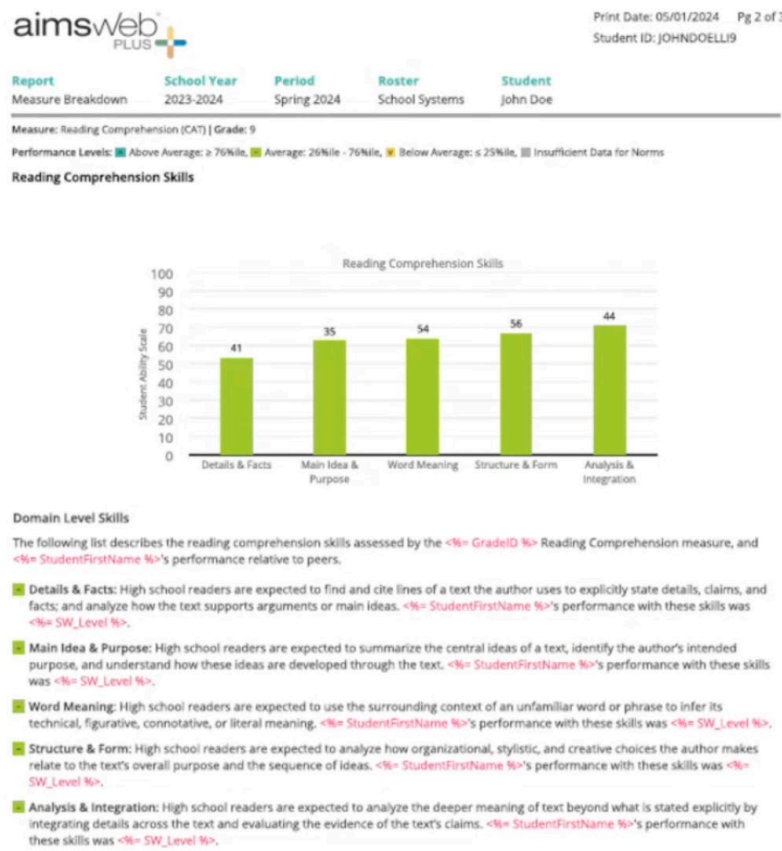 aimsweb PLUS
Print Date: 05/01/2024 Pg 2 of 3
Student ID: JOHNDOELLI9
Report School Year Period Roster Student
Measure Breakdown 2023-2024 Spring 2024 School Systems John Doe
Measure: Reading Comprehension (CAT) | Grade: 9
Performance Levels: Above Average: ≥ 76%ile, Average: 26%ile - 76%ile, Below Average: ≤ 25%ile, Insufficient Data for Norms
Reading Comprehension Skills
Reading Comprehension Skills
Student Ability Scale
100
90
80
70
60
50
40
30
20
10
0
41 35 54 56 44
Details & Facts Main Idea & Word Meaning Structure & Form Analysis &
Purpose Integration
Domain Level Skills
The following list describes the reading comprehension skills assessed by the <%= GradeID %> Reading Comprehension measure, and
<%= StudentFirstName %>'s performance relative to peers.
Details & Facts: High school readers are expected to find and cite lines of a text the author uses to explicitly state details, claims, and
facts; and analyze how the text supports arguments or main ideas. <%= StudentFirstName %>'s performance with these skills was
<%= SW_Level %>.
Main Idea & Purpose: High school readers are expected to summarize the central ideas of a text, identify the author's intended
purpose, and understand how these ideas are developed through the text. <%= StudentFirstName %>'s performance with these skills
was <%= SW_Level %>.
Word Meaning: High school readers are expected to use the surrounding context of an unfamiliar word or phrase to infer its
technical, figurative, connotative, or literal meaning. <%= StudentFirstName %>'s performance with these skills was <%= SW_Level %>.
Structure & Form: High school readers are expected to analyze how organizational, stylistic, and creative choices the author makes
relate to the text's overall purpose and the sequence of ideas. <%= StudentFirstName %>'s performance with these skills was <%=
SW_Level %>.
Analysis & Integration: High school readers are expected to analyze the deeper meaning of text beyond what is stated explicitly by
integrating details across the text and evaluating the evidence of the text's claims. <%= StudentFirstName %>'s performance with
these skills was <%= SW_Level %>.